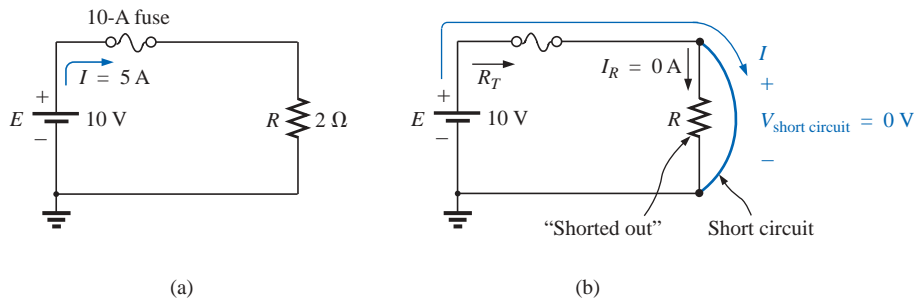 10-A fuse
I = 5 A
+
E
10 V
–
R
2 Ω
(a)
I
R_T
I_R = 0 A
+
+
E
10 V
–
R
V_short circuit = 0 V
–
“Shorted out”
Short circuit
(b)